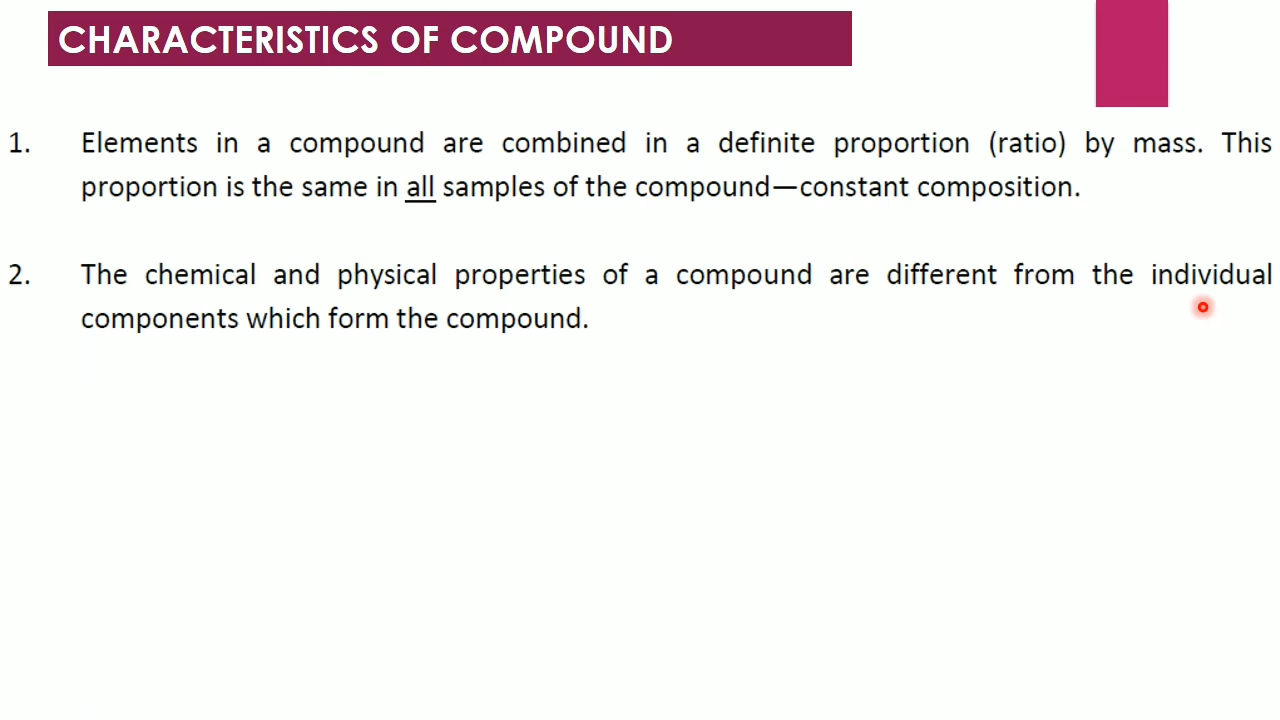 CHARACTERISTICS OF COMPOUND
1. Elements in a compound are combined in a definite proportion (ratio) by mass. This
proportion is the same in all samples of the compound—constant composition.
2. The chemical and physical properties of a compound are different from the individual
components which form the compound.